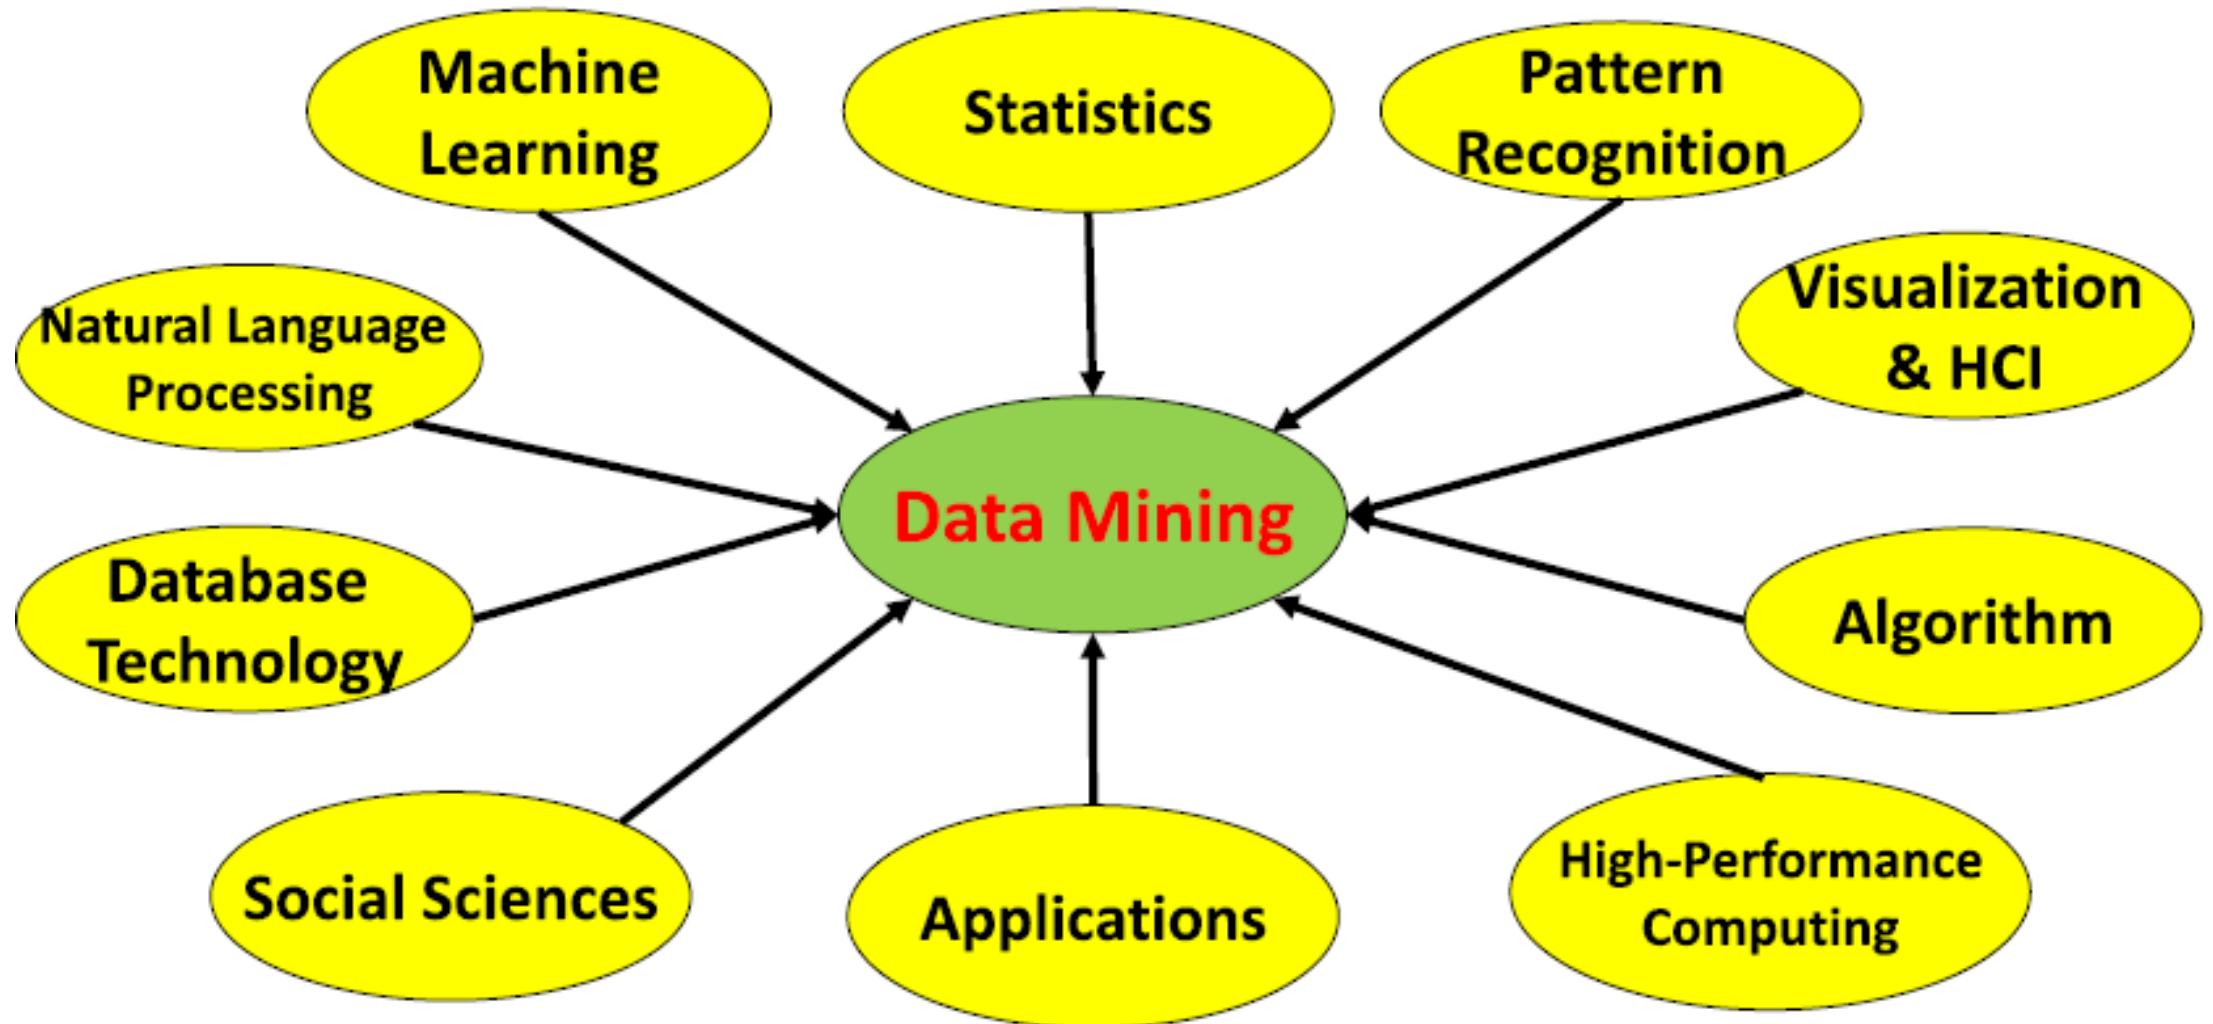 Machine
Learning
Statistics
Pattern
Recognition
Natural Language
Processing
Visualization
& HCI
Data Mining
Database
Technology
Algorithm
Social Sciences
Applications
High-Performance
Computing